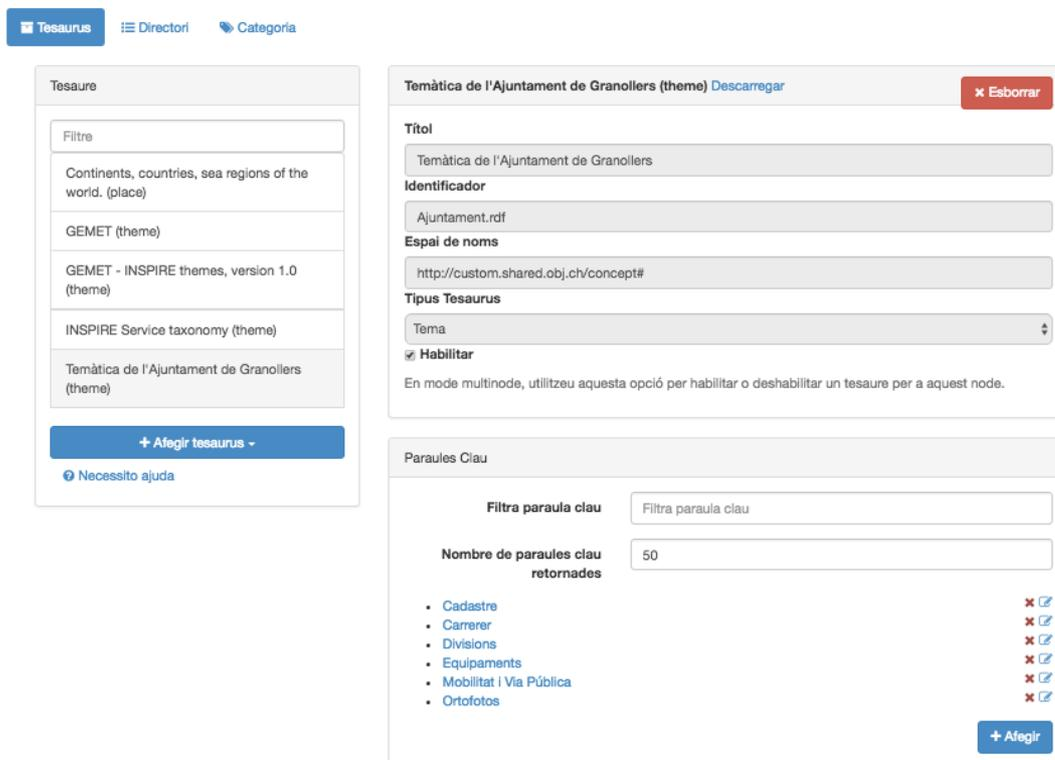 Tesaurus Directori Categoria
Tesaure
Filtre
Continents, countries, sea regions of the
world. (place)
GEMET (theme)
GEMET - INSPIRE themes, version 1.0
(theme)
INSPIRE Service taxonomy (theme)
Temàtica de l'Ajuntament de Granollers
(theme)
+ Afegir tesaurus
Necessito ajuda
Temàtica de l'Ajuntament de Granollers (theme) Descarregar
Esborrar
Títol
Temàtica de l'Ajuntament de Granollers
Identificador
Ajuntament.rdf
Espai de noms
http://custom.shared.obj.ch/concept#
Tipus Tesaurus
Tema
Habilitar
En mode multinode, utilitzeu aquesta opció per habilitar o deshabilitar un tesaure per a aquest node.
Paraules Clau
Filtra paraula clau
Filtra paraula clau
Nombre de paraules clau
retornades
50
• Cadastre
• Carrerer
• Divisions
• Equipaments
• Mobilitat i Via Pública
• Ortofotos
+ Afegir